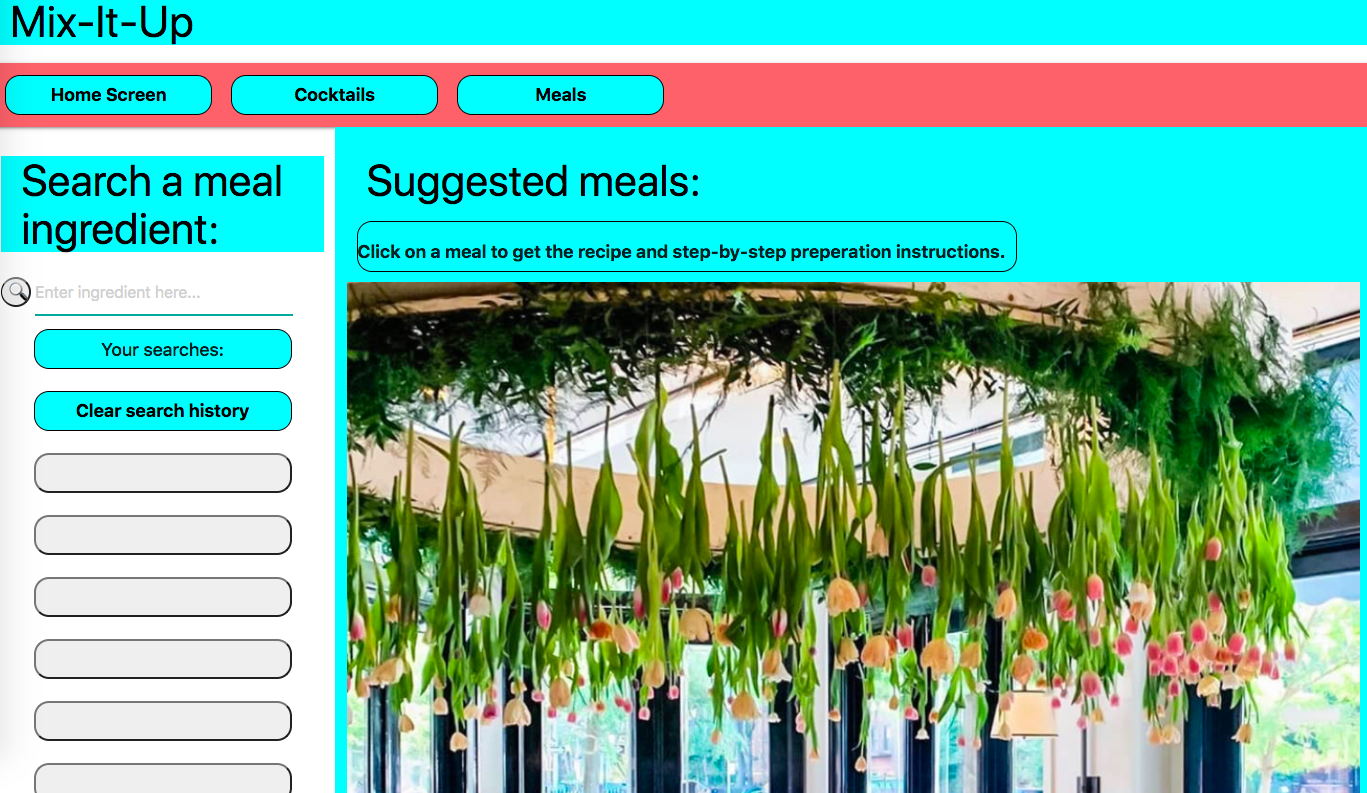 Mix-It-Up
Home Screen
Cocktails
Meals
Search a meal
ingredient:
Enter ingredient here...
Your searches:
Clear search history
Suggested meals:
Click on a meal to get the recipe and step-by-step preperation instructions.